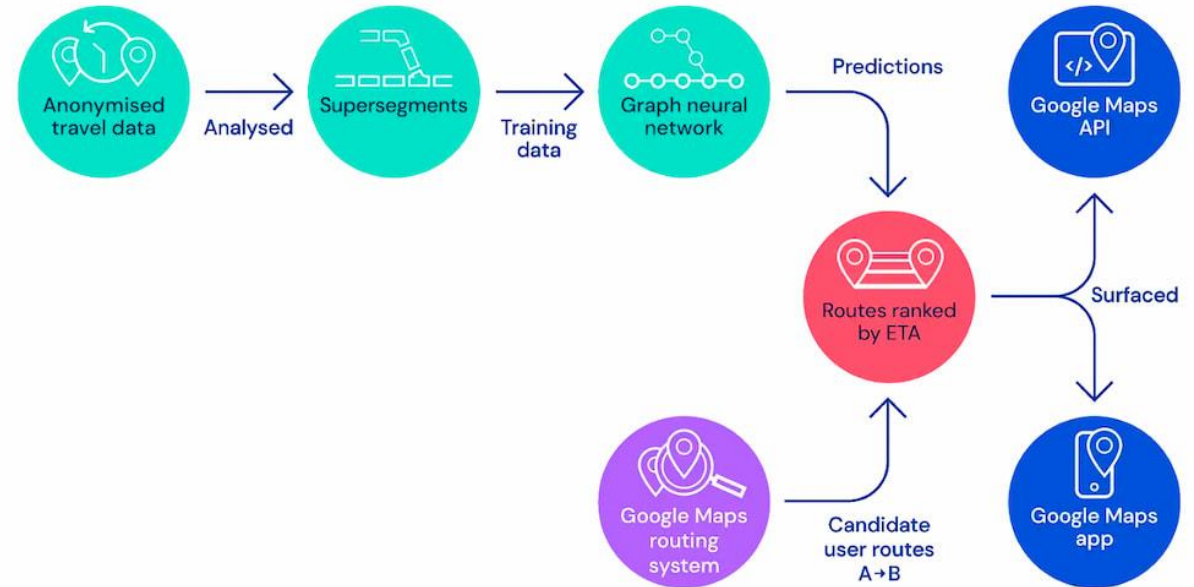 Anonymised
travel data
Analysed
Supersegments
Training
data
Graph neural
network
Predictions
</>
Google Maps
API
Routes ranked
by ETA
Surfaced
Google Maps
routing
system
Candidate
user routes
A→B
Google Maps
app